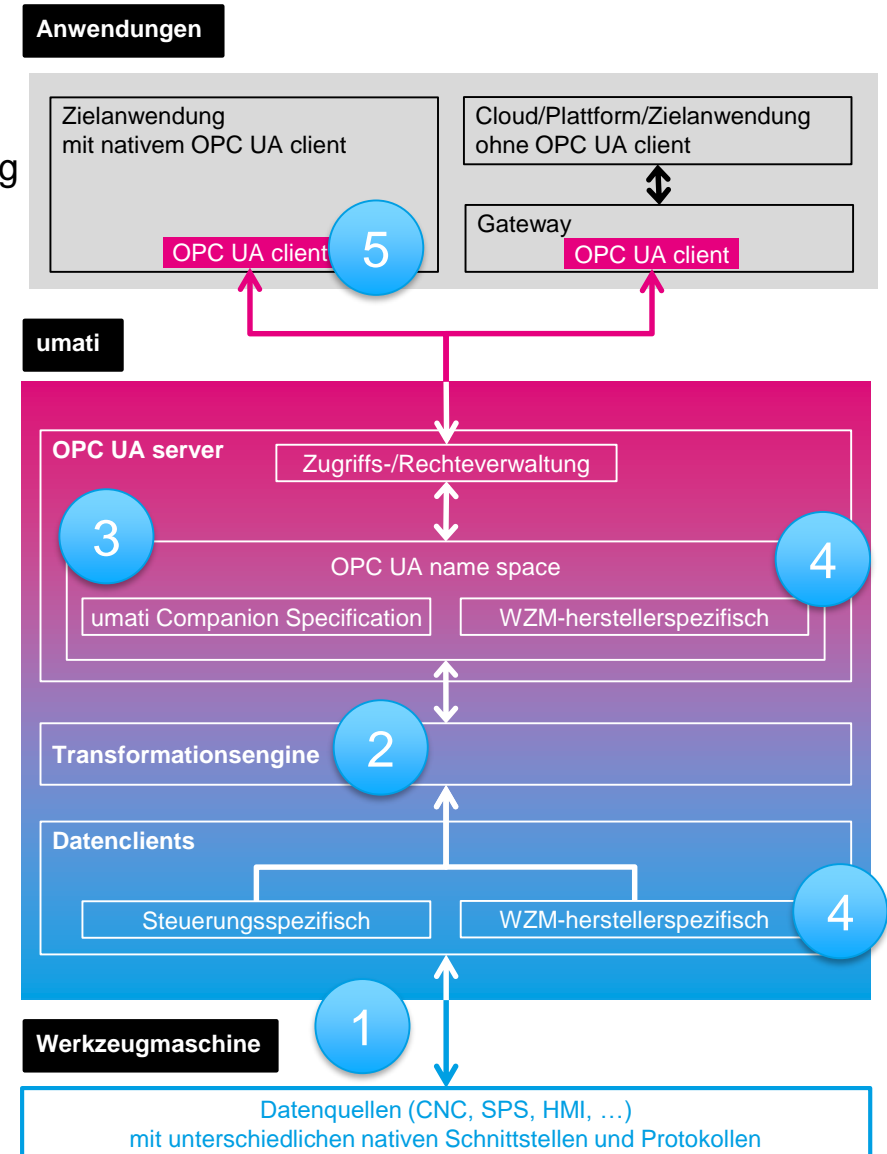 Anwendungen
Zielanwendung
mit nativem OPC UA client
OPC UA client
5
Cloud/Plattform/Zielanwendung
ohne OPC UA client
Gateway
OPC UA client
g
umati
OPC UA server
Zugriffs-/Rechteverwaltung
3
4
OPC UA name space
umati Companion Specification
WZM-herstellerspezifisch
Transformationsengine
2
Datenclients
Steuerungsspezifisch
WZM-herstellerspezifisch
4
1
Werkzeugmaschine
Datenquellen (CNC, SPS, HMI, …)
mit unterschiedlichen nativen Schnittstellen und Protokollen